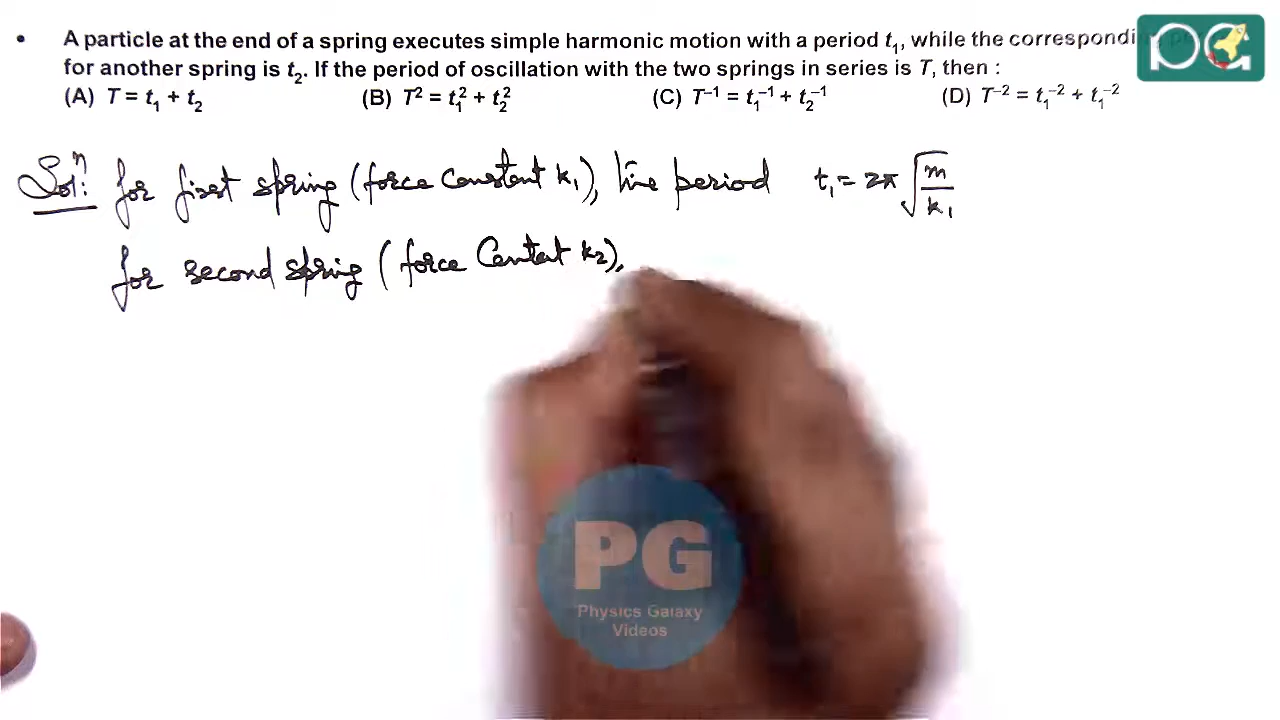 • A particle at the end of a spring executes simple harmonic motion with a period t₁, while the corresponding
for another spring is t₂. If the period of oscillation with the two springs in series is T, then :
(A) T = t₁ + t₂ (B) T² = t₁² + t₂² (C) T⁻¹ = t₁⁻¹ + t₂⁻¹ (D) T⁻² = t₁⁻² + t₁⁻²
Solⁿ: for first spring (force Constant k₁), time period t₁ = 2π √(m/k₁)
for second spring (force Constant k₂),
PG
Physics Galaxy
Videos